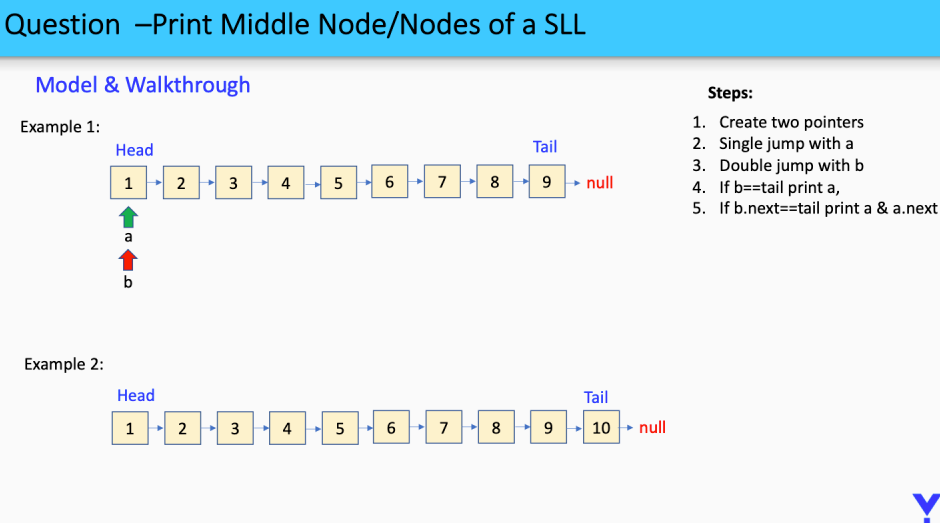 Question –Print Middle Node/Nodes of a SLL
Model & Walkthrough
Example 1:
Head
Tail
1 2 3 4 5 6 7 8 9 null
a
b
Steps:
1. Create two pointers
2. Single jump with a
3. Double jump with b
4. If b==tail print a,
5. If b.next==tail print a & a.next
Example 2:
Head
Tail
1 2 3 4 5 6 7 8 9 10 null